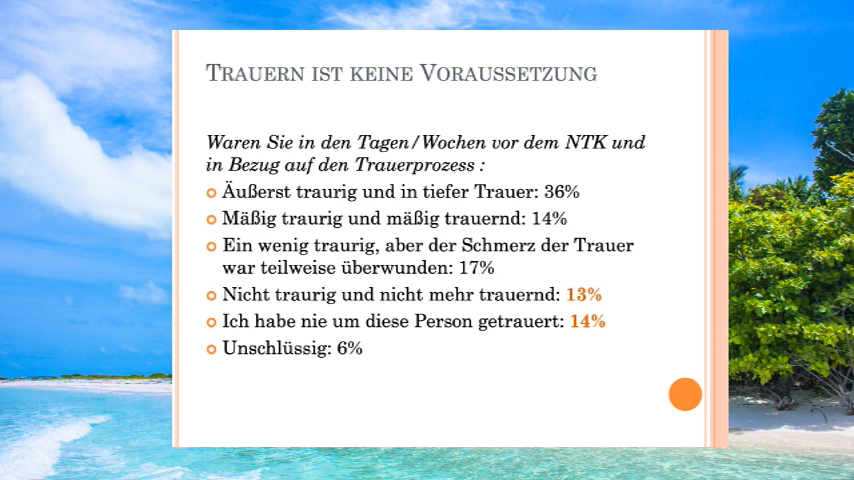 TRAUERN IST KEINE VORAUSSETZUNG
Waren Sie in den Tagen/Wochen vor dem NTK und
in Bezug auf den Trauerprozess :
Äußerst traurig und in tiefer Trauer: 36%
Mäßig traurig und mäßig trauernd: 14%
Ein wenig traurig, aber der Schmerz der Trauer
war teilweise überwunden: 17%
Nicht traurig und nicht mehr trauernd: 13%
Ich habe nie um diese Person getrauert: 14%
Unschlüssig: 6%